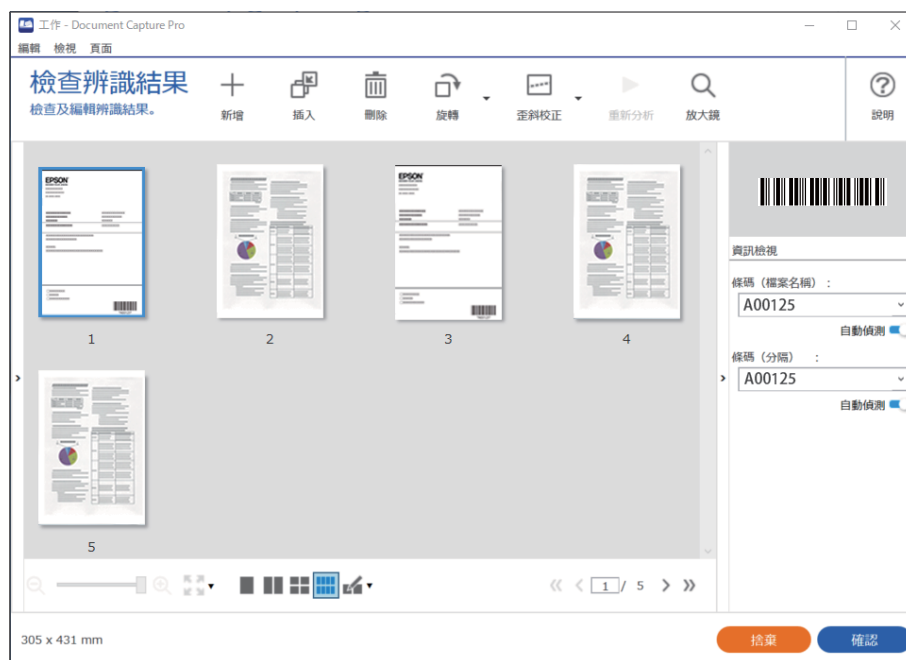 工作 - Document Capture Pro
編輯 檢視 頁面
檢查辨識結果
檢查及編輯辨識結果。
新增
插入
刪除
旋轉
歪斜校正
重新分析
放大鏡
說明
EPSON
EPSON
1
2
3
4
5
資訊檢視
條碼（檔案名稱）：
A00125
自動偵測
條碼（分隔）：
A00125
自動偵測
1 / 5
305 x 431 mm
捨棄
確認